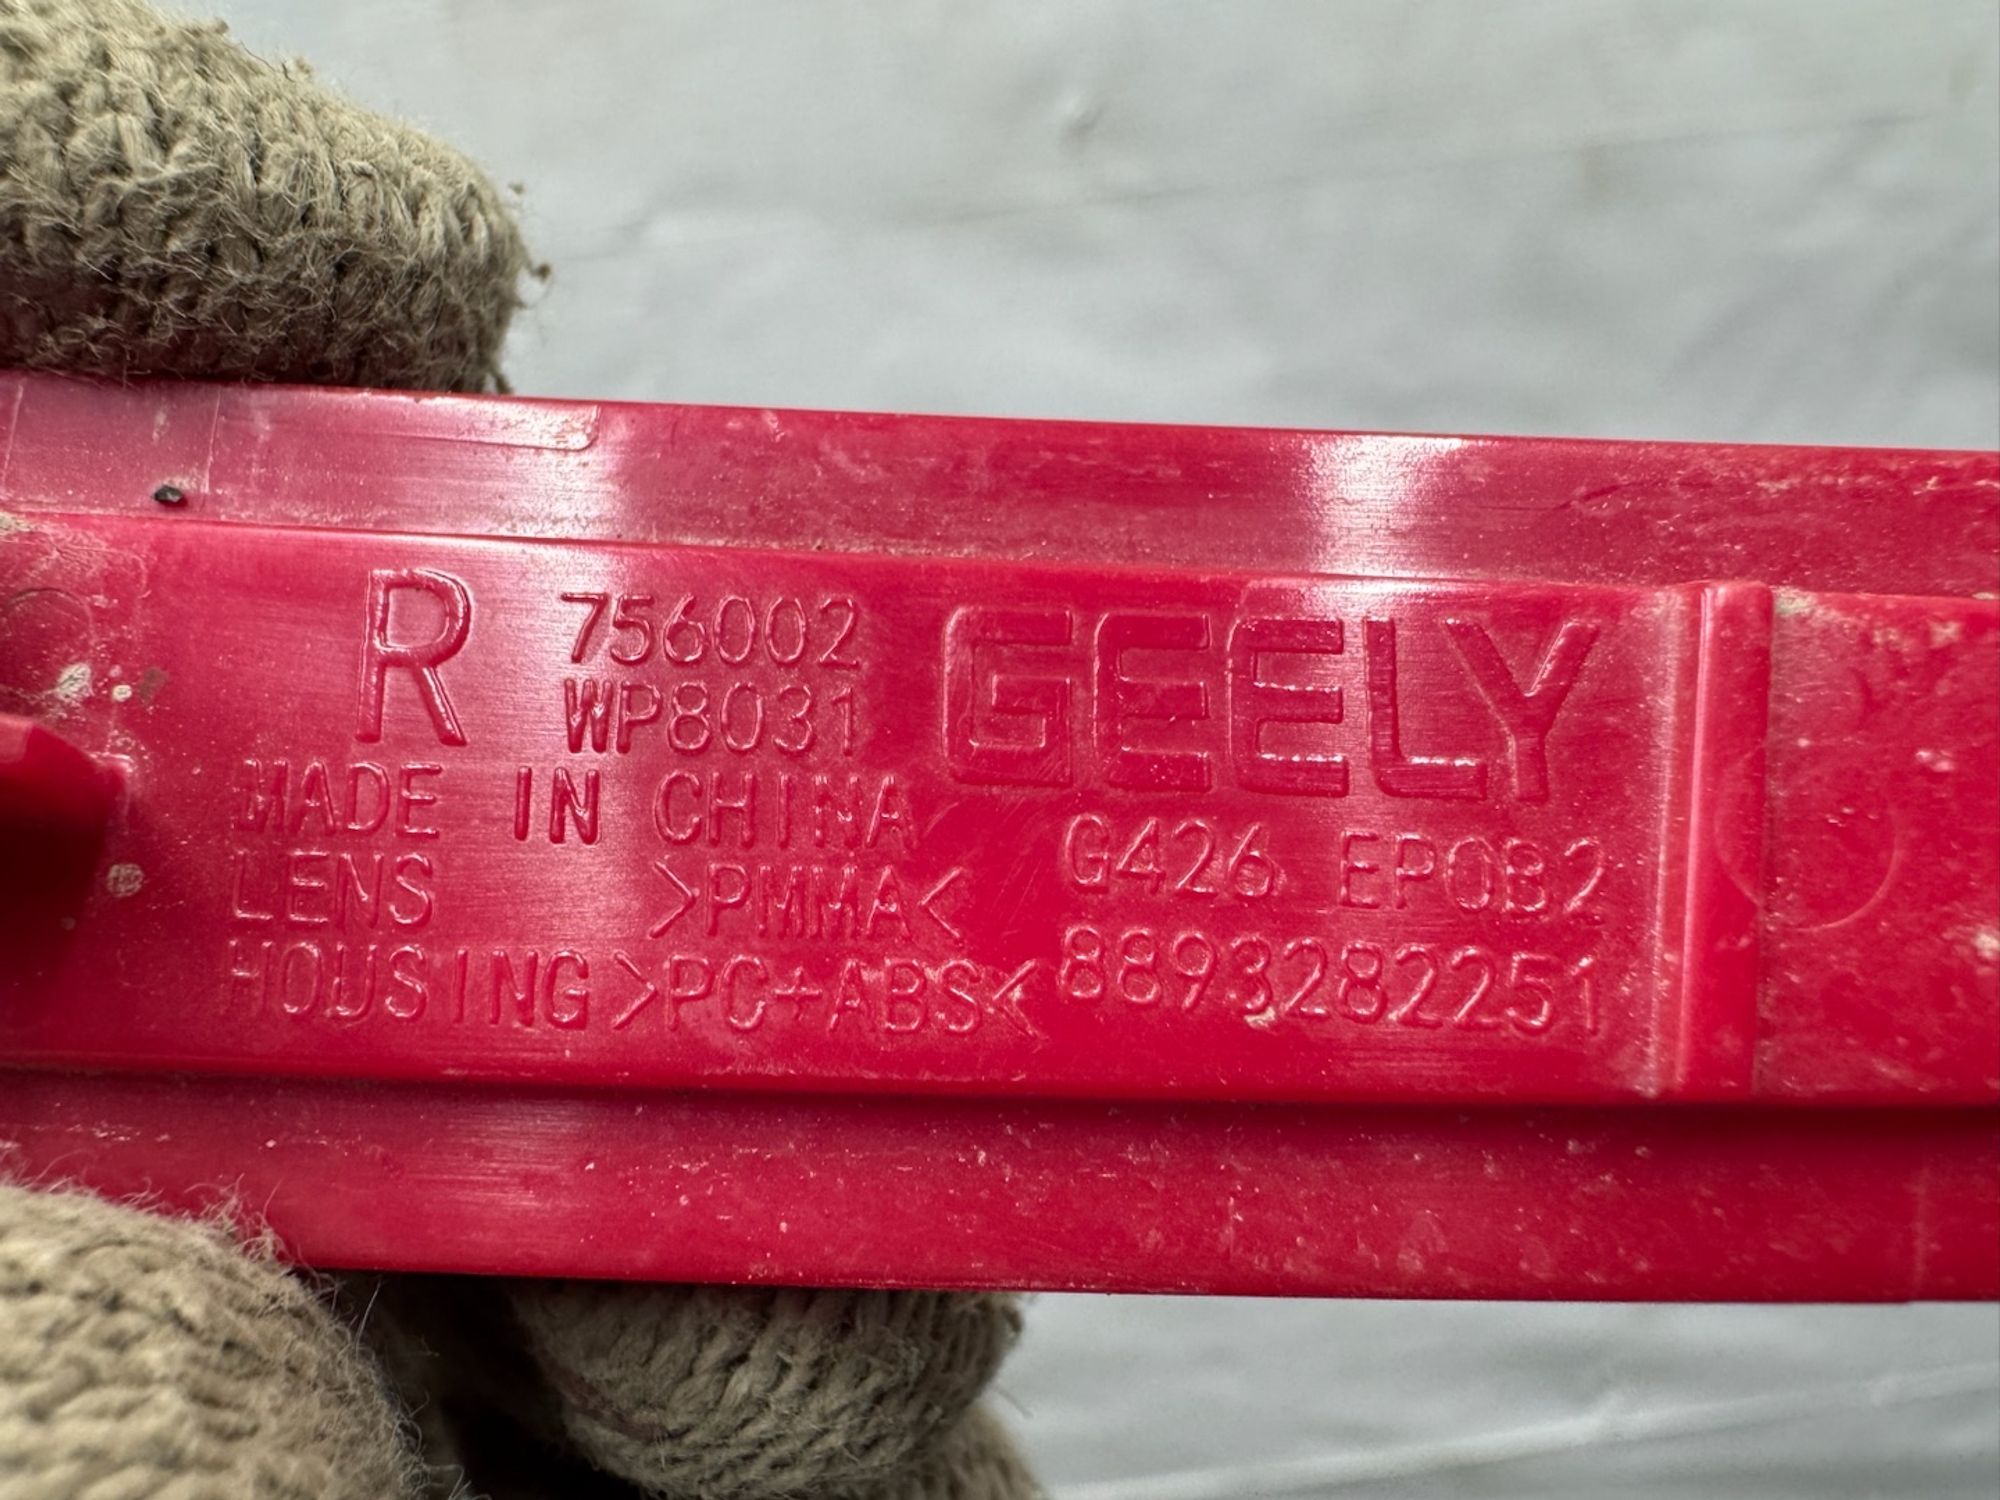 R 756002 GEELY
WP8031
MADE IN CHINA
G426 EP0B2
LENS >PMMA<
8893282251
HOUSING>PC+ABS<